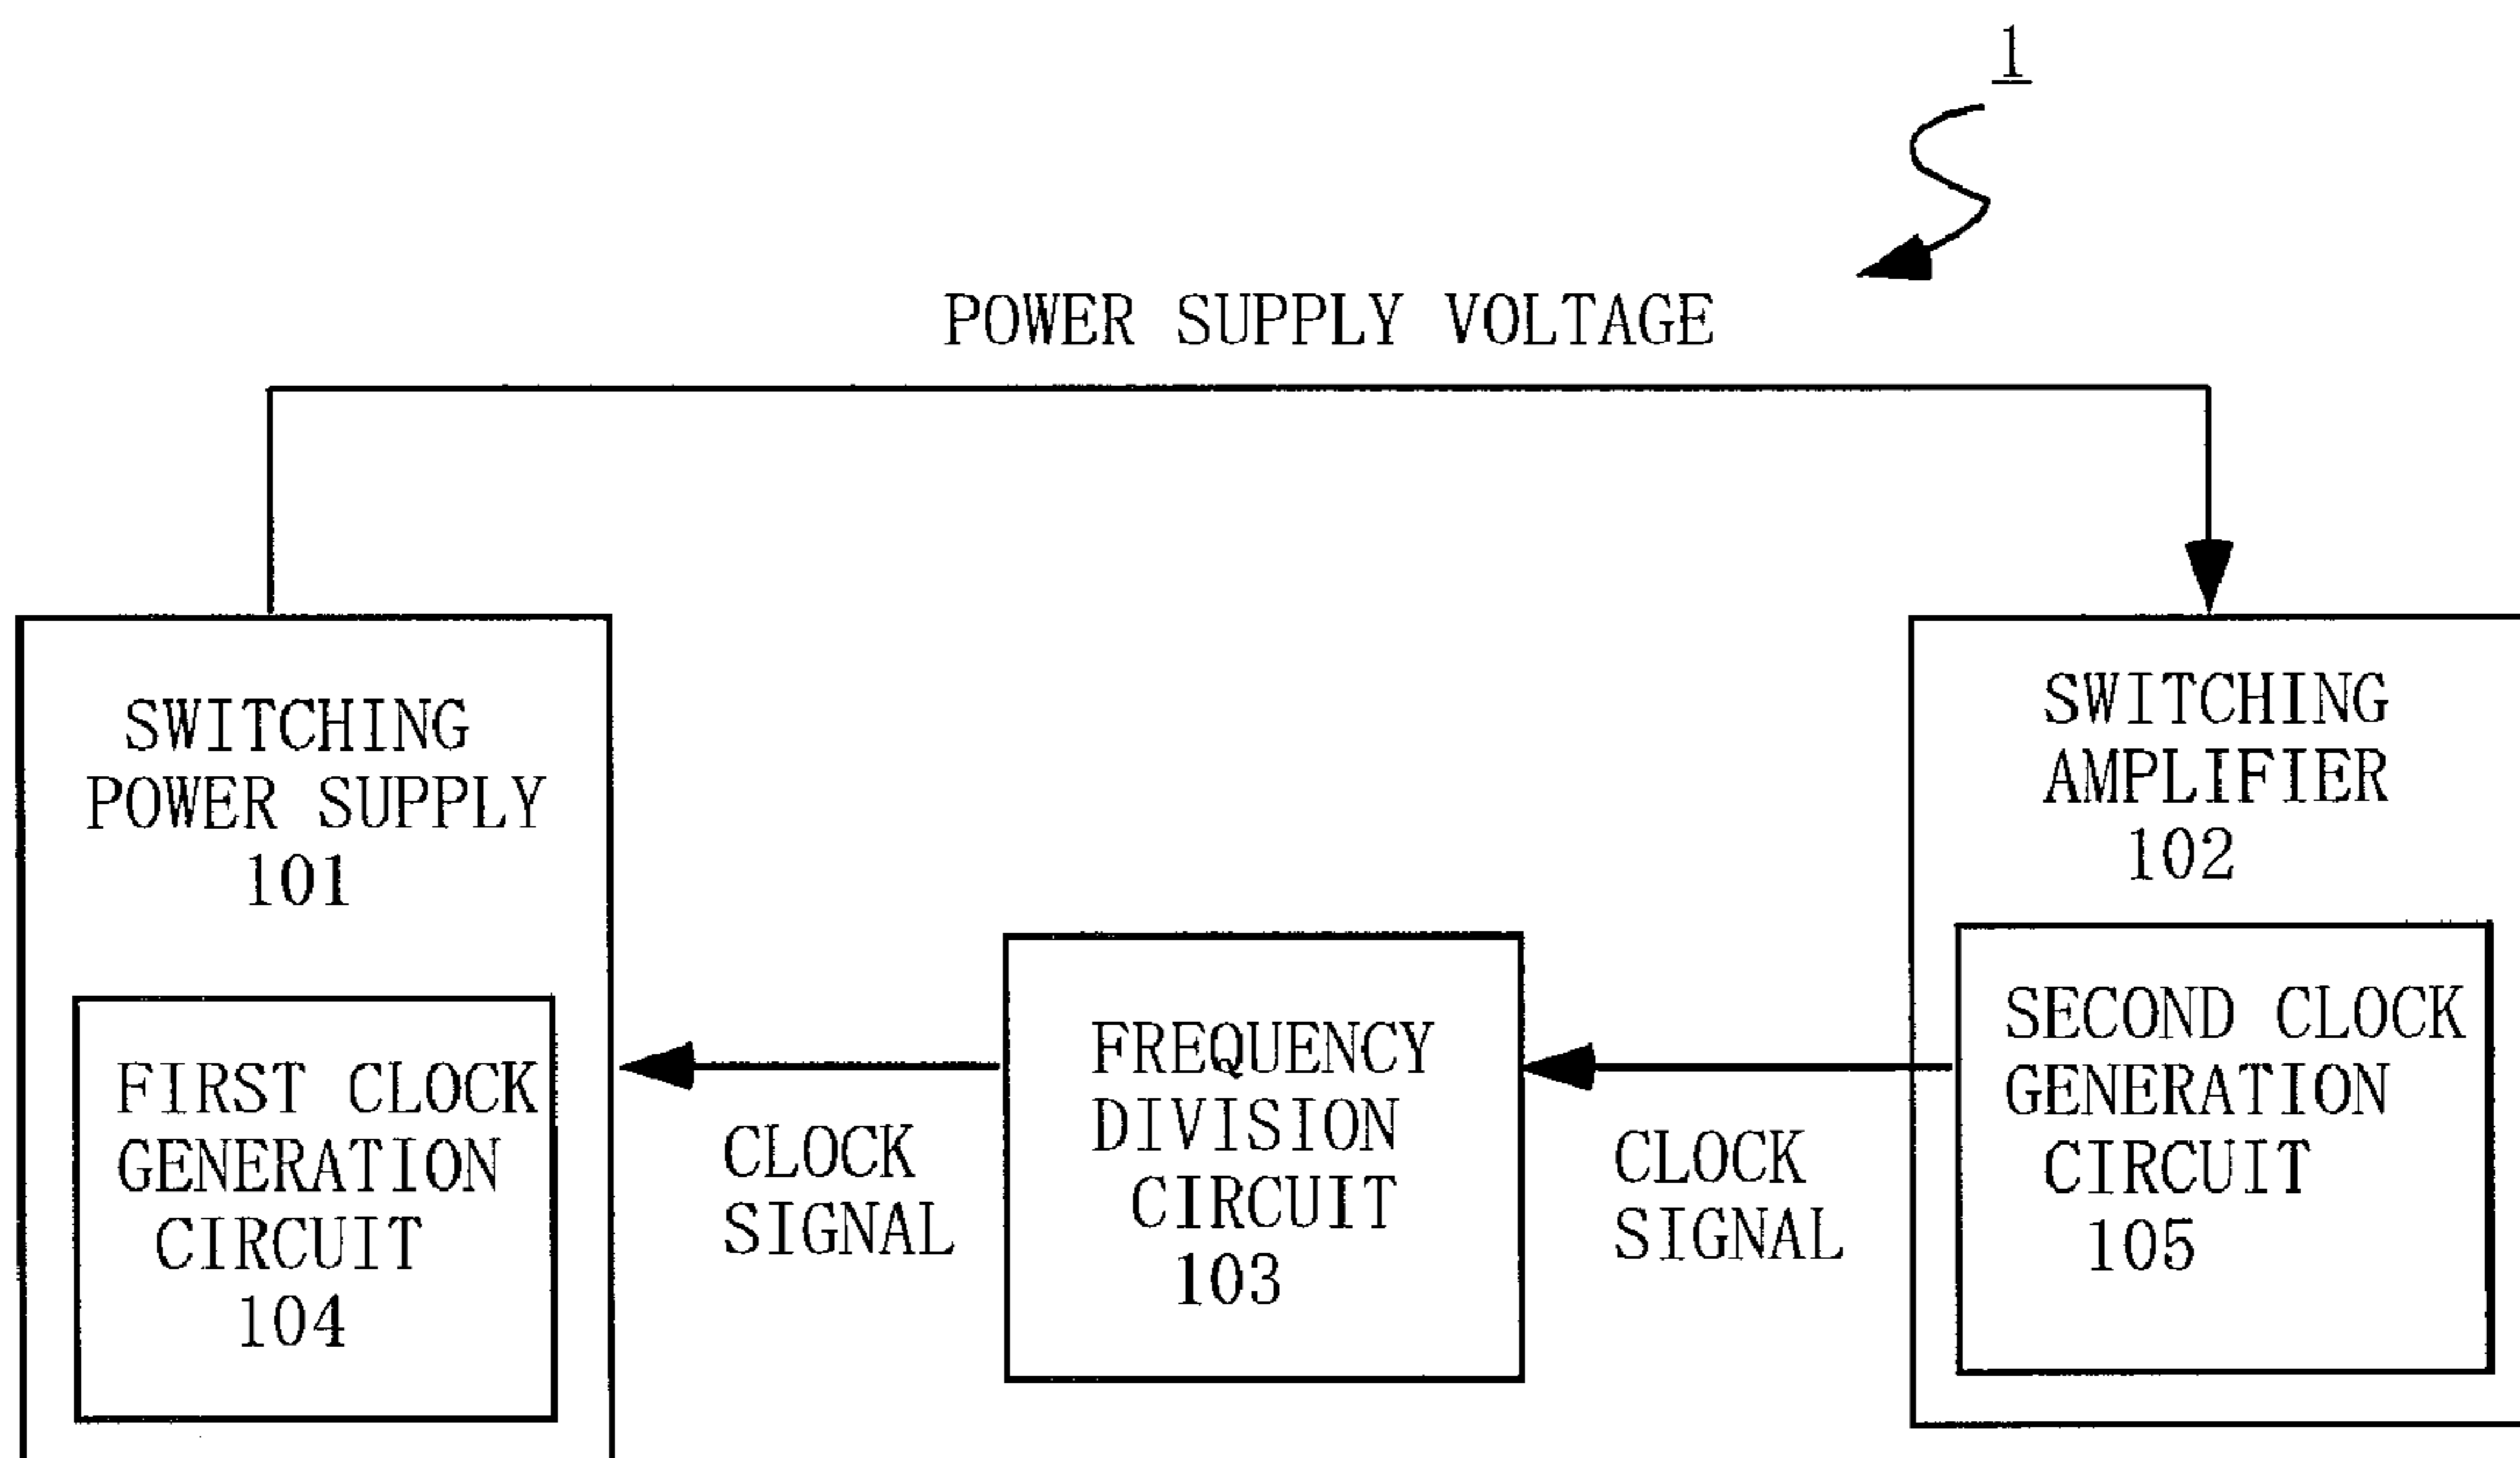 1
POWER SUPPLY VOLTAGE
SWITCHING
POWER SUPPLY
101
FIRST CLOCK
GENERATION
CIRCUIT
104
CLOCK
SIGNAL
FREQUENCY
DIVISION
CIRCUIT
103
CLOCK
SIGNAL
SWITCHING
AMPLIFIER
102
SECOND CLOCK
GENERATION
CIRCUIT
105